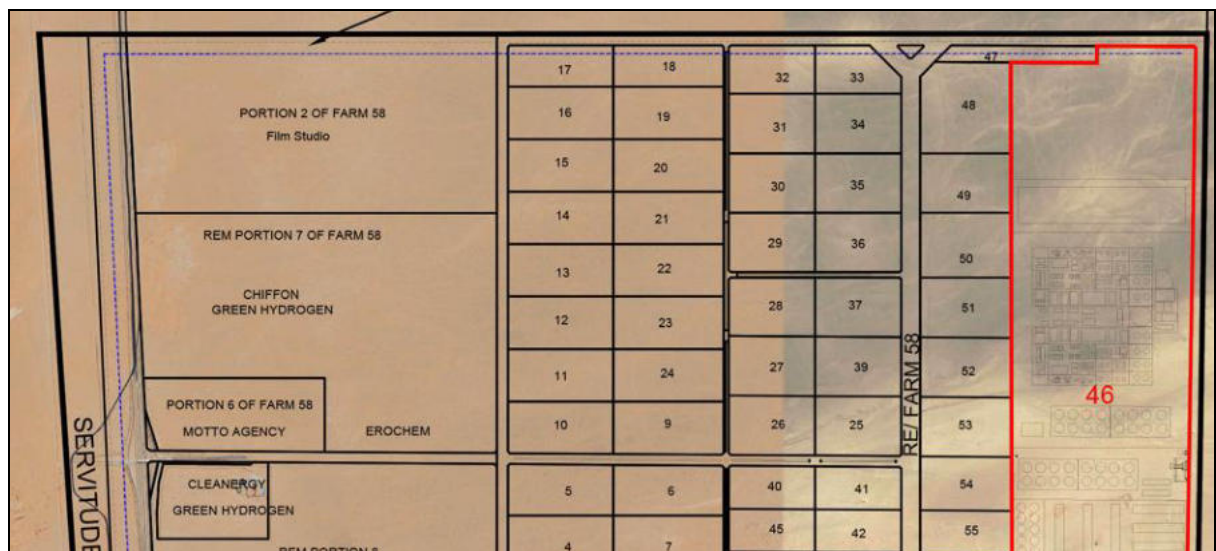 PORTION 2 OF FARM 58
Film Studio
REM PORTION 7 OF FARM 58
CHIFFON
GREEN HYDROGEN
PORTION 6 OF FARM 58
MOTTO AGENCY
EROCHEM
CLEANERGY
GREEN HYDROGEN
REM PORTION
SERVITUDE
17 18
16 19
15 20
14 21
13 22
12 23
11 24
10 9
5 6
4 7
32 33
31 34
30 35
29 36
28 37
27 39
26 25
40 41
45 42
RE/ FARM 58
47
48
49
50
51
52
53
54
55
46